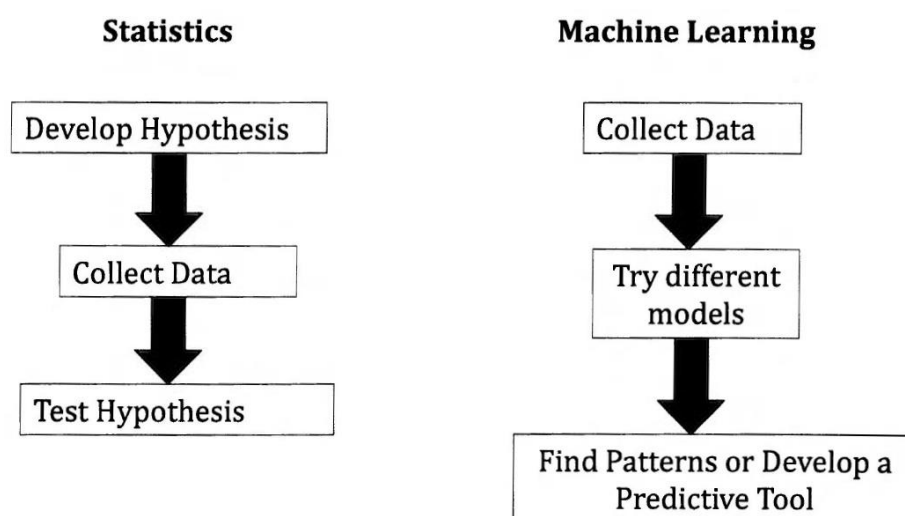 Statistics
Develop Hypothesis
Collect Data
Test Hypothesis
Machine Learning
Collect Data
Try different
models
Find Patterns or Develop a
Predictive Tool